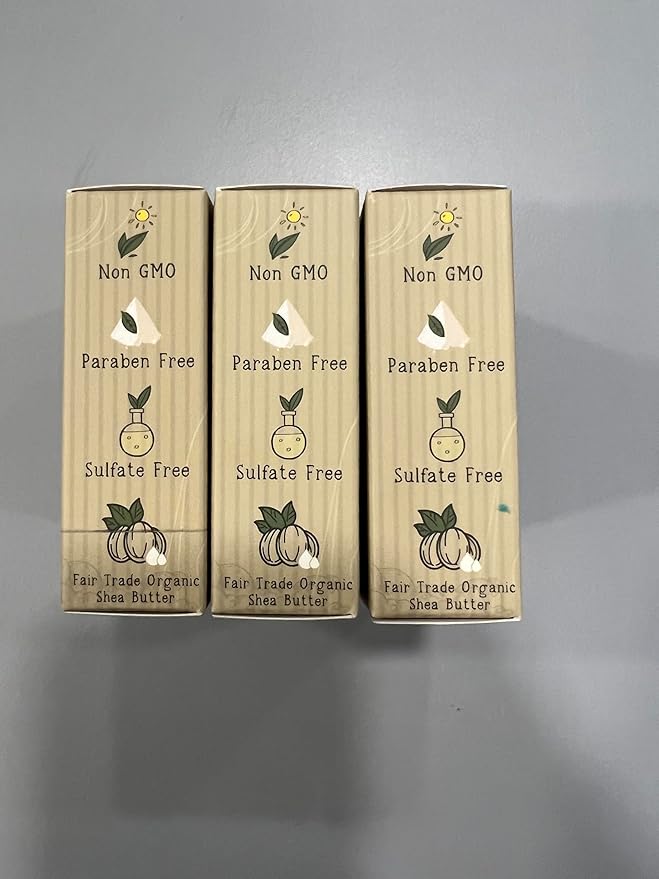 Non GMO
Paraben Free
Sulfate Free
Fair Trade Organic
Shea Butter
Non GMO
Paraben Free
Sulfate Free
Fair Trade Organic
Shea Butter
Non GMO
Paraben Free
Sulfate Free
Fair Trade Organic
Shea Butter